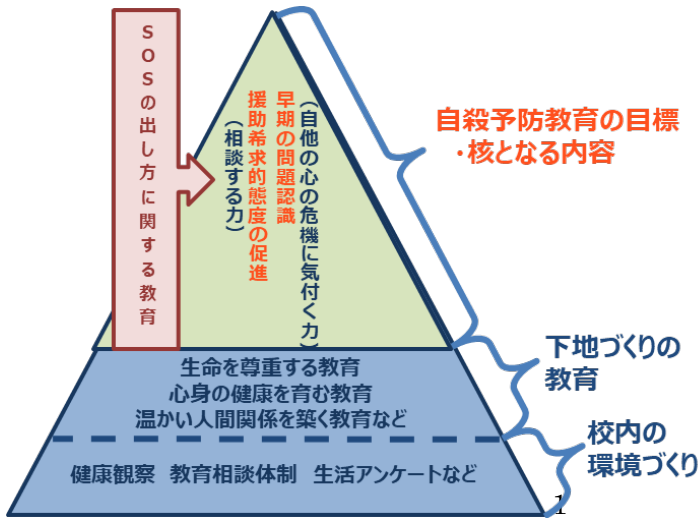 SOSの出し方に関する教育
(自他の心の危機に気付く力)
早期の問題認識
援助希求的態度の促進
(相談する力)
自殺予防教育の目標
・核となる内容
生命を尊重する教育
心身の健康を育む教育
温かい人間関係を築く教育など
下地づくりの
教育
健康観察 教育相談体制 生活アンケートなど
校内の
環境づくり
1